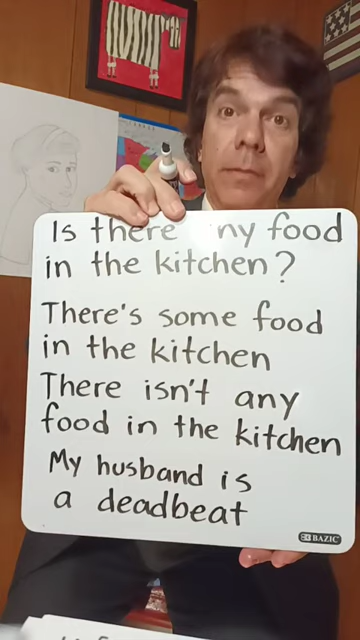 Is there ny food
in the kitchen?
There's some food
in the kitchen
There isn't any
food in the kitchen
My husband is
a deadbeat
BAZIC